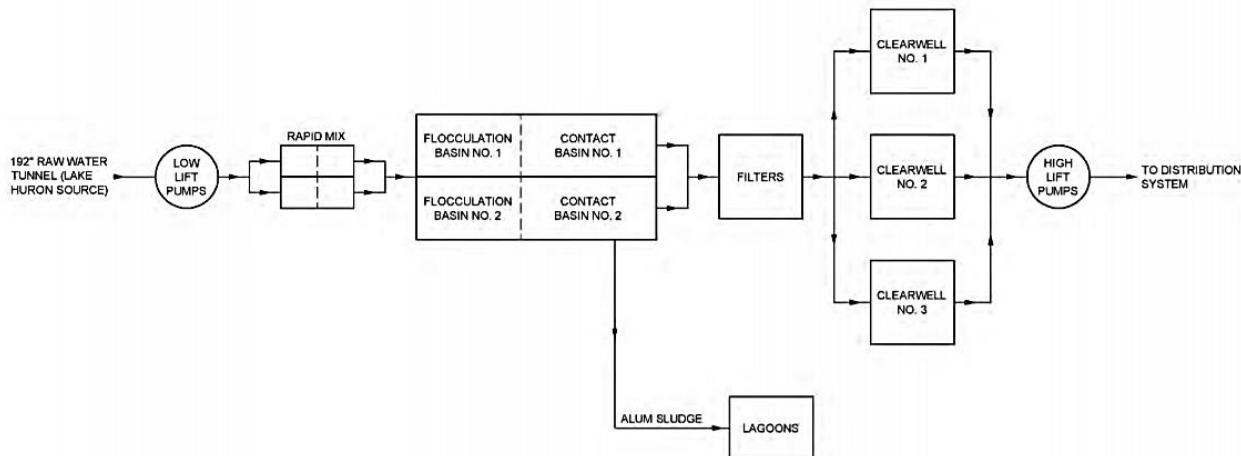 192" RAW WATER
TUNNEL (LAKE
HURON SOURCE)
LOW
LIFT
PUMPS
RAPID MIX
FLOCCULATION
BASIN NO. 1
CONTACT
BASIN NO. 1
FLOCCULATION
BASIN NO. 2
CONTACT
BASIN NO. 2
FILTERS
CLEARWELL
NO. 1
CLEARWELL
NO. 2
CLEARWELL
NO. 3
HIGH
LIFT
PUMPS
TO DISTRIBUTION
SYSTEM
ALUM SLUDGE
LAGOONS